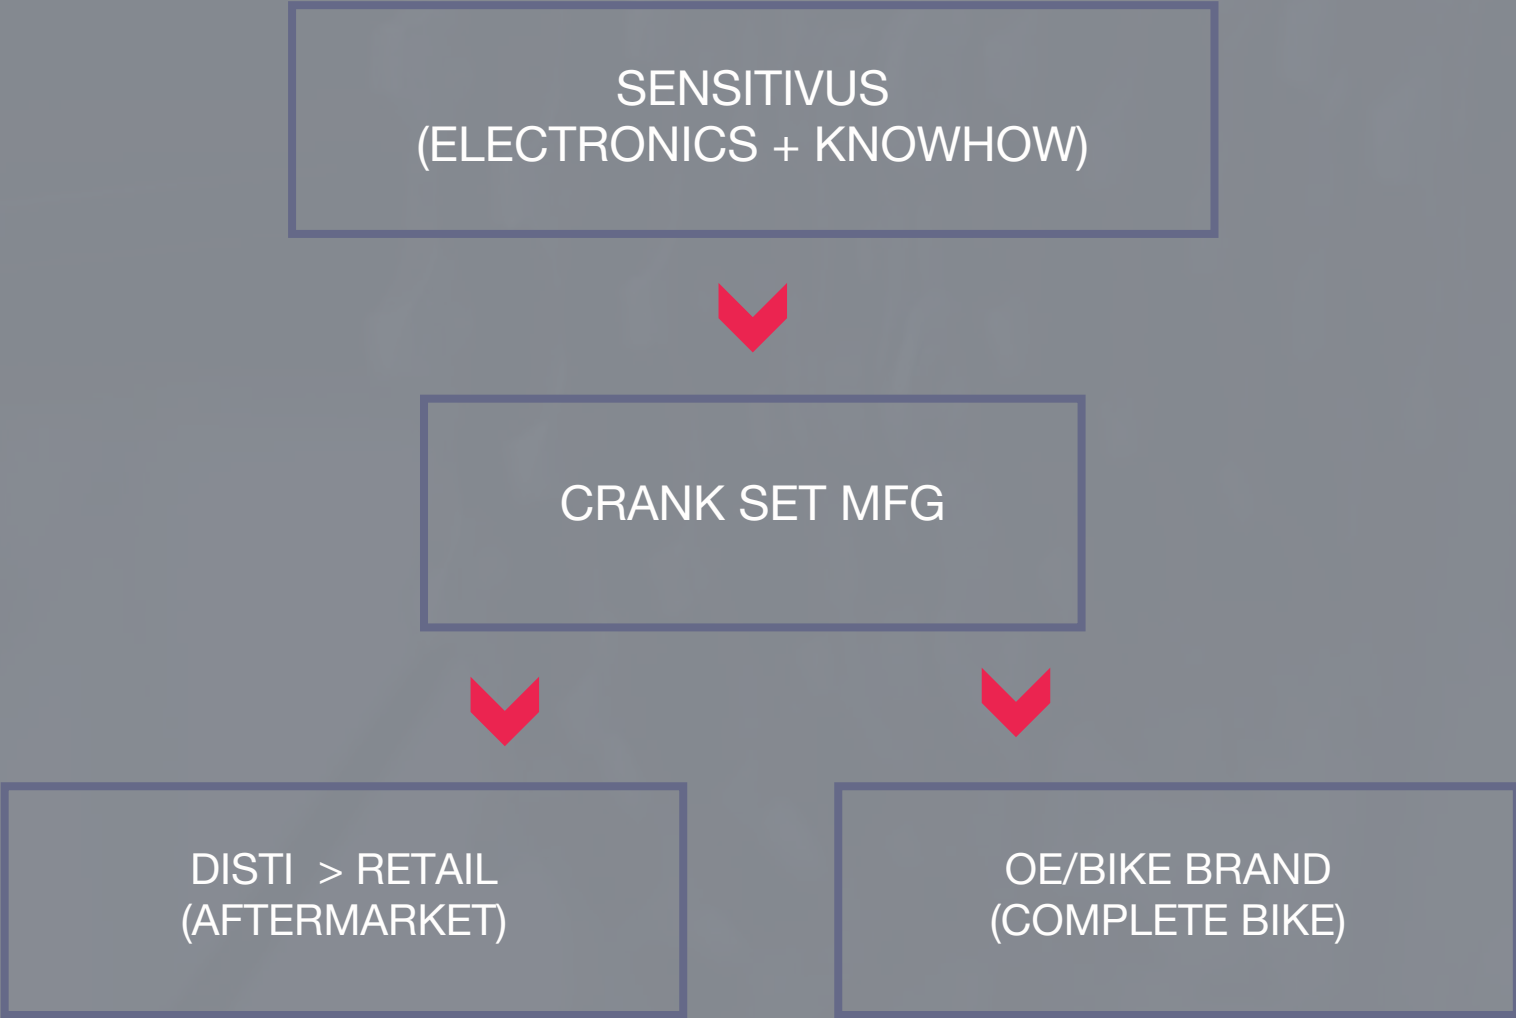 SENSITIVUS
(ELECTRONICS + KNOWHOW)
CRANK SET MFG
DISTI > RETAIL
(AFTERMARKET)
OE/BIKE BRAND
(COMPLETE BIKE)